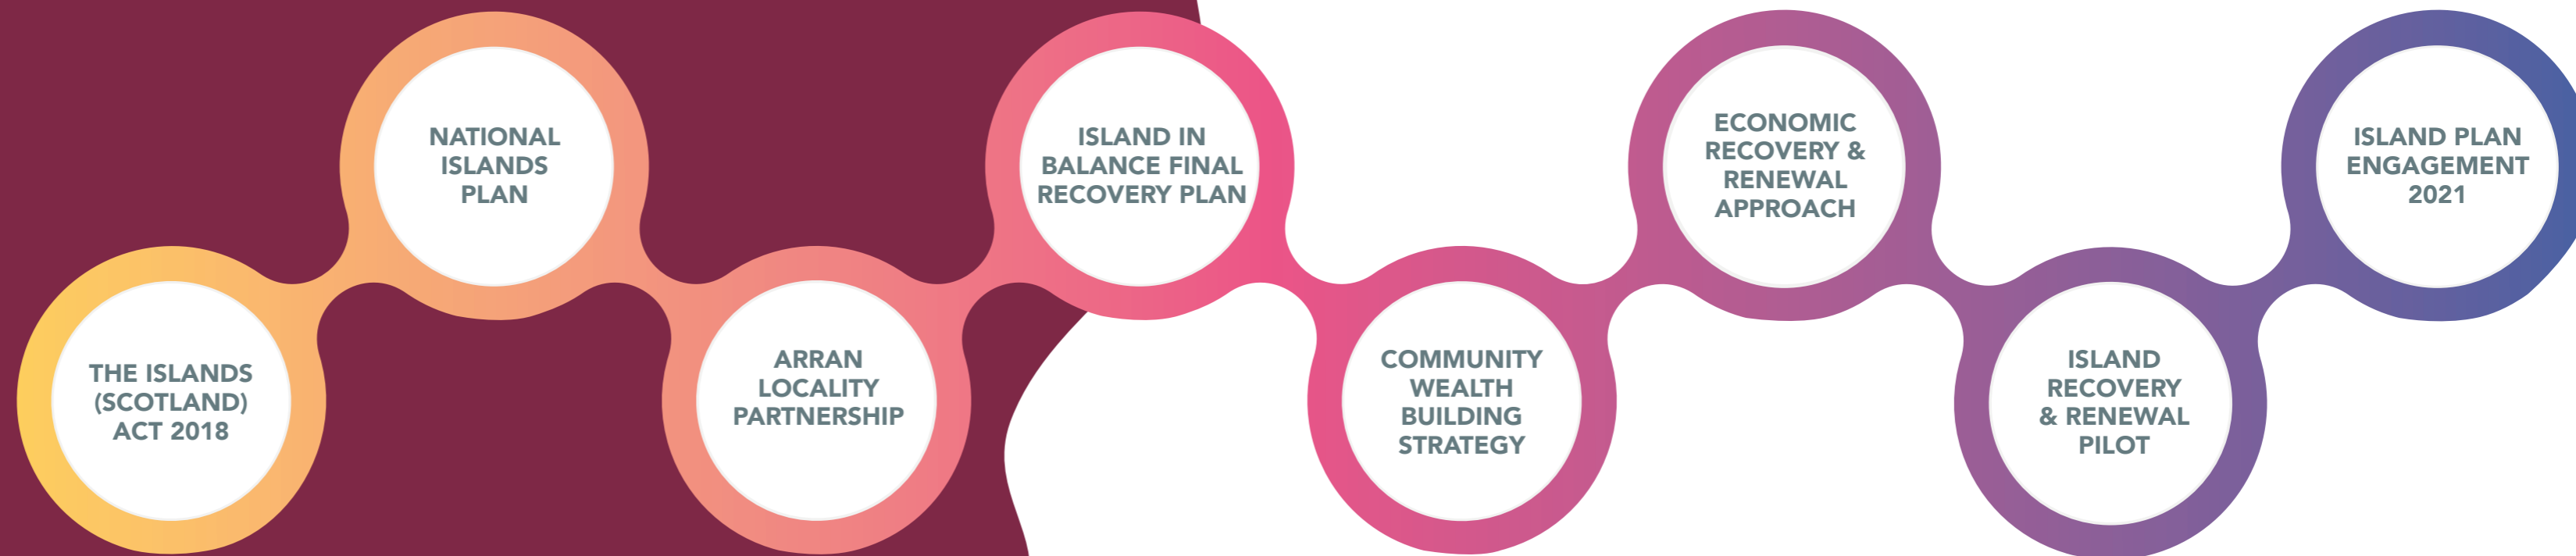 THE ISLANDS
(SCOTLAND)
ACT 2018
NATIONAL
ISLANDS
PLAN
ARRAN
LOCALITY
PARTNERSHIP
ISLAND IN
BALANCE FINAL
RECOVERY PLAN
COMMUNITY
WEALTH
BUILDING
STRATEGY
ECONOMIC
RECOVERY &
RENEWAL
APPROACH
ISLAND
RECOVERY
& RENEWAL
PILOT
ISLAND PLAN
ENGAGEMENT
2021